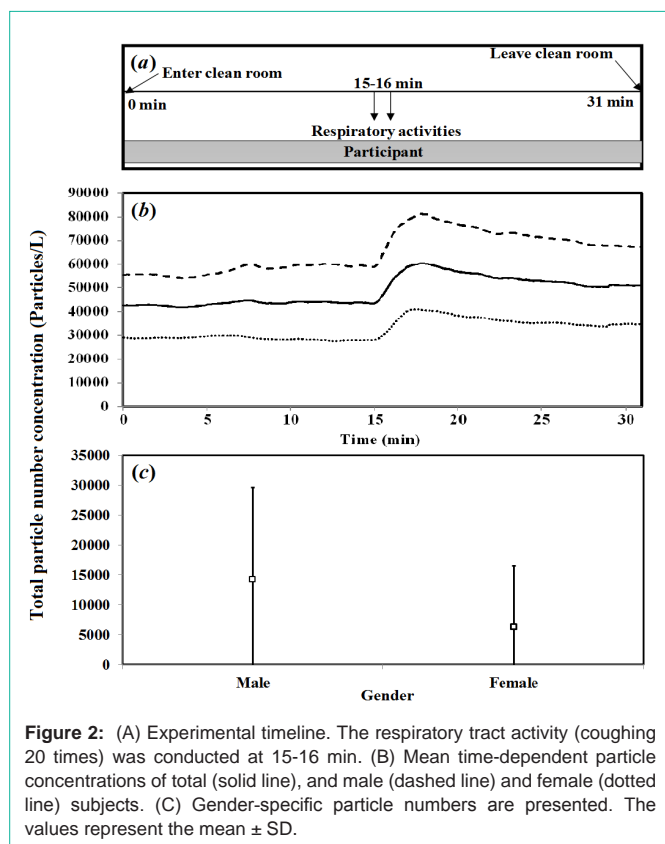 (a)
Enter clean room
Leave clean room
15-16 min
0 min
31 min
Respiratory activities
Participant
Total particle number concentration (Particles/L)
(b)
90000
80000
70000
60000
50000
40000
30000
20000
10000
0
0 5 10 15 20 25 30
Time (min)
(c)
35000
30000
25000
20000
15000
10000
5000
0
Male Female
Gender
Figure 2: (A) Experimental timeline. The respiratory tract activity (coughing
20 times) was conducted at 15-16 min. (B) Mean time-dependent particle
concentrations of total (solid line), and male (dashed line) and female (dotted
line) subjects. (C) Gender-specific particle numbers are presented. The
values represent the mean ± SD.